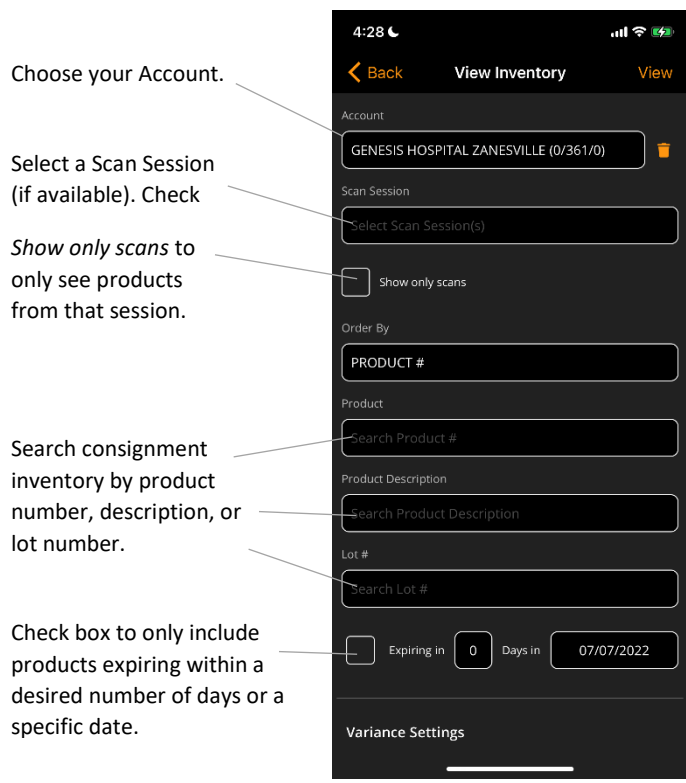 Choose your Account.
Select a Scan Session
(if available). Check
Show only scans to
only see products
from that session.
Search consignment
inventory by product
number, description, or
lot number.
Check box to only include
products expiring within a
desired number of days or a
specific date.
4:28
Back View Inventory View
Account
GENESIS HOSPITAL ZANESVILLE (0/361/0)
Scan Session
Select Scan Session(s)
Show only scans
Order By
PRODUCT #
Product
Search Product #
Product Description
Search Product Description
Lot #
Search Lot #
Expiring in 0 Days in 07/07/2022
Variance Settings